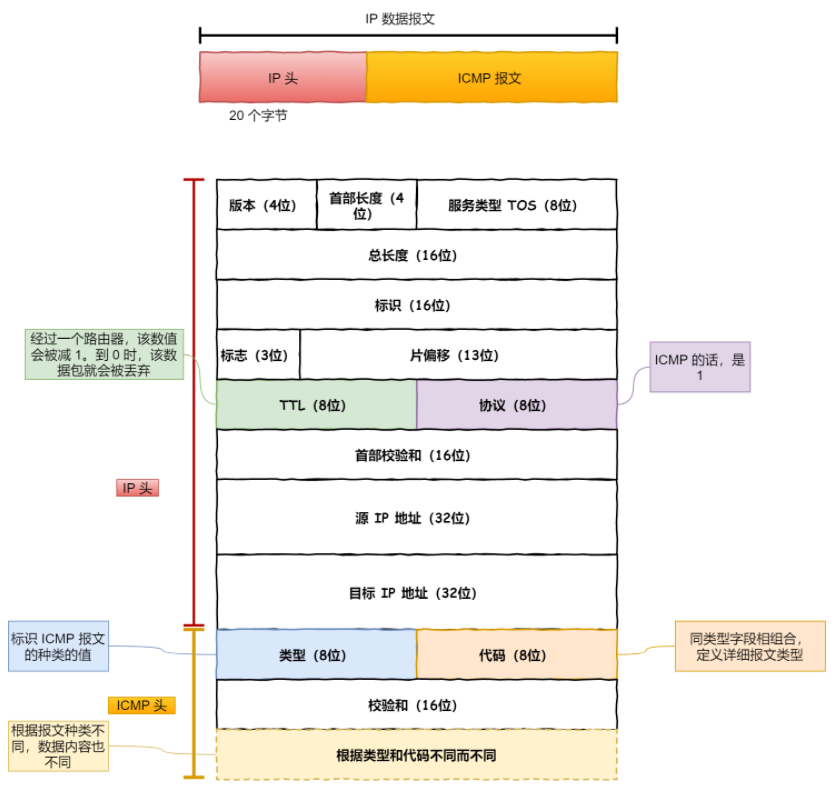 IP 数据报文
IP 头
ICMP 报文
20 个字节
版本（4位）
首部长度（4
位）
服务类型 TOS（8位）
总长度（16位）
标识（16位）
经过一个路由器，该数值
会被减 1。到 0 时，该数
据包就会被丢弃
标志（3位）
片偏移（13位）
ICMP 的话，是
1
TTL（8位）
协议（8位）
首部校验和（16位）
IP 头
源 IP 地址（32位）
目标 IP 地址（32位）
标识 ICMP 报文
的种类的值
类型（8位）
代码（8位）
同类型字段相组合，
定义详细报文类型
ICMP 头
校验和（16位）
根据报文种类不
同，数据内容也
不同
根据类型和代码不同而不同